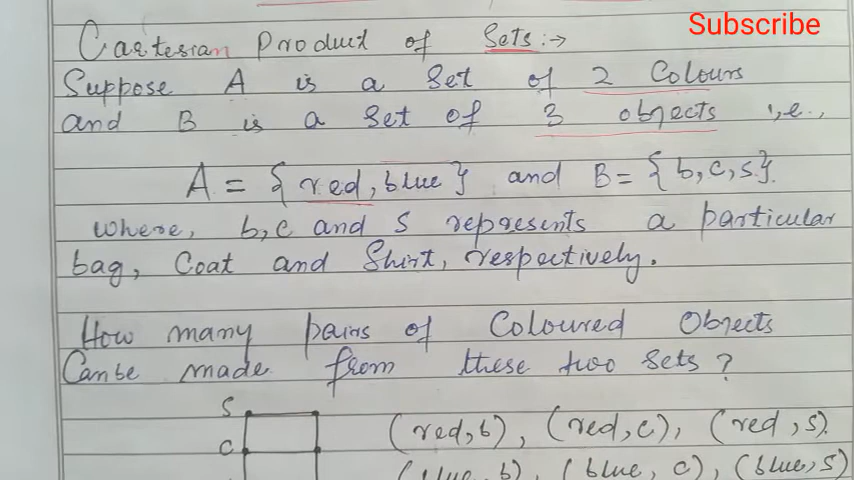 Subscribe
Cartesian Product of Sets:→
Suppose A is a set of 2 Colours
and B is a set of 3 objects i.e.,
A = {red, blue} and B = {b, c, s}.
where, b, c and s represents a particular
bag, Coat and Shirt, respectively.
How many pairs of Coloured Objects
Can be made from these two sets?
S (red, b), (red, c), (red, s).
C (blue, b), (blue, c), (blue, s)